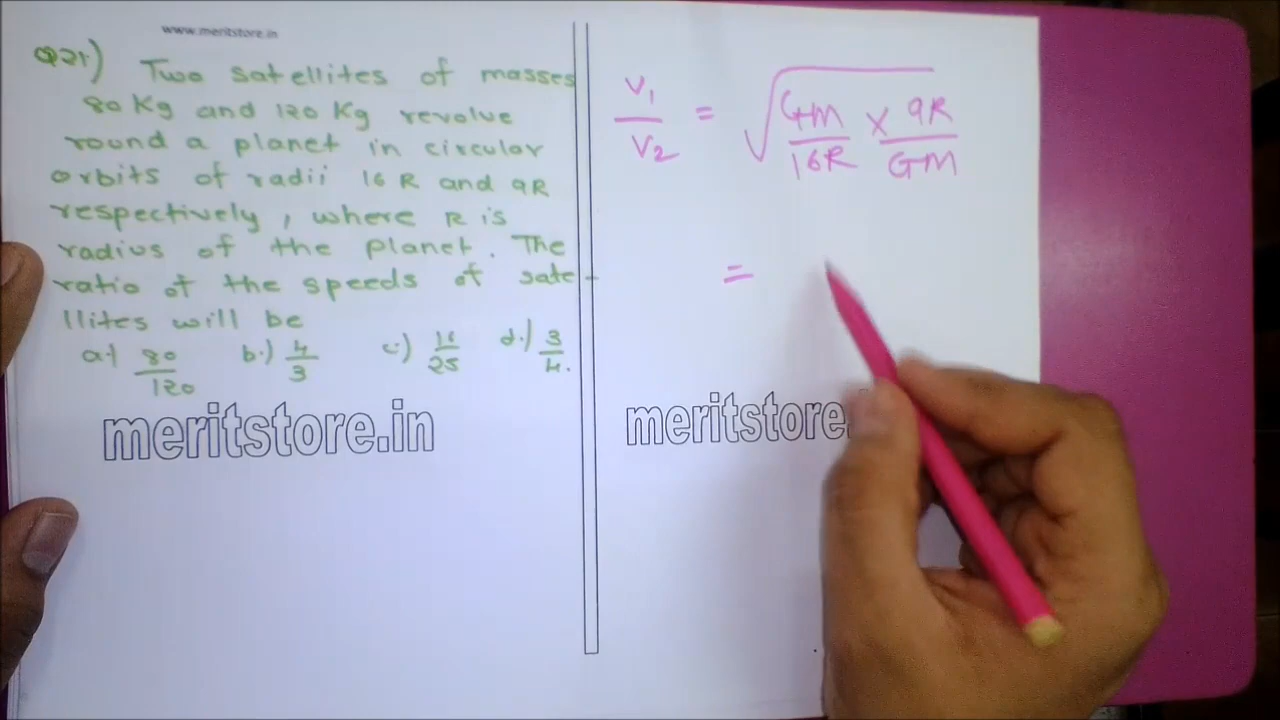 www.meritstore.in
Q21) Two satellites of masses
80 Kg and 120 Kg revolve
round a planet in circular
orbits of radii 16 R and 9R
respectively, where R is
radius of the planet. The
ratio of the speeds of sate-
llites will be
a.) 80/120 b.) 4/3 c.) 16/25 d.) 3/4.
meritstore.in
V1/V2 = √(GM/16R × 9R/GM)
=
meritstore.